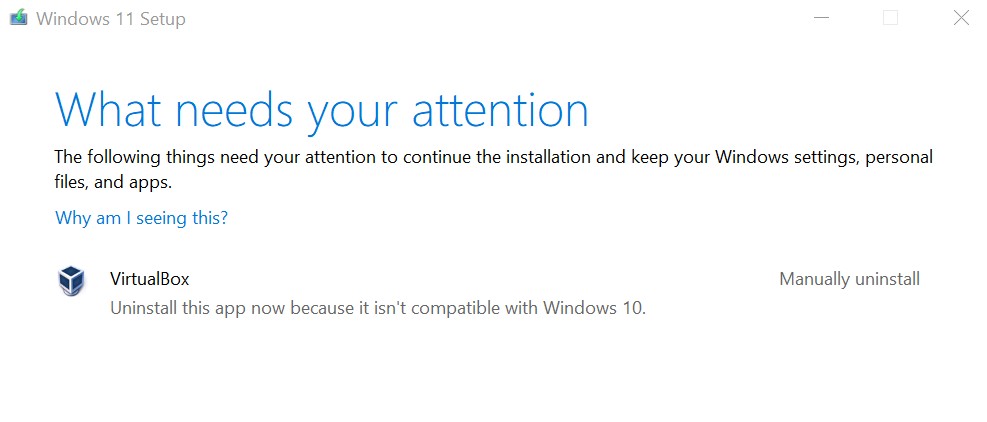 Windows 11 Setup
What needs your attention
The following things need your attention to continue the installation and keep your Windows settings, personal
files, and apps.
Why am I seeing this?
VirtualBox Manually uninstall
Uninstall this app now because it isn't compatible with Windows 10.